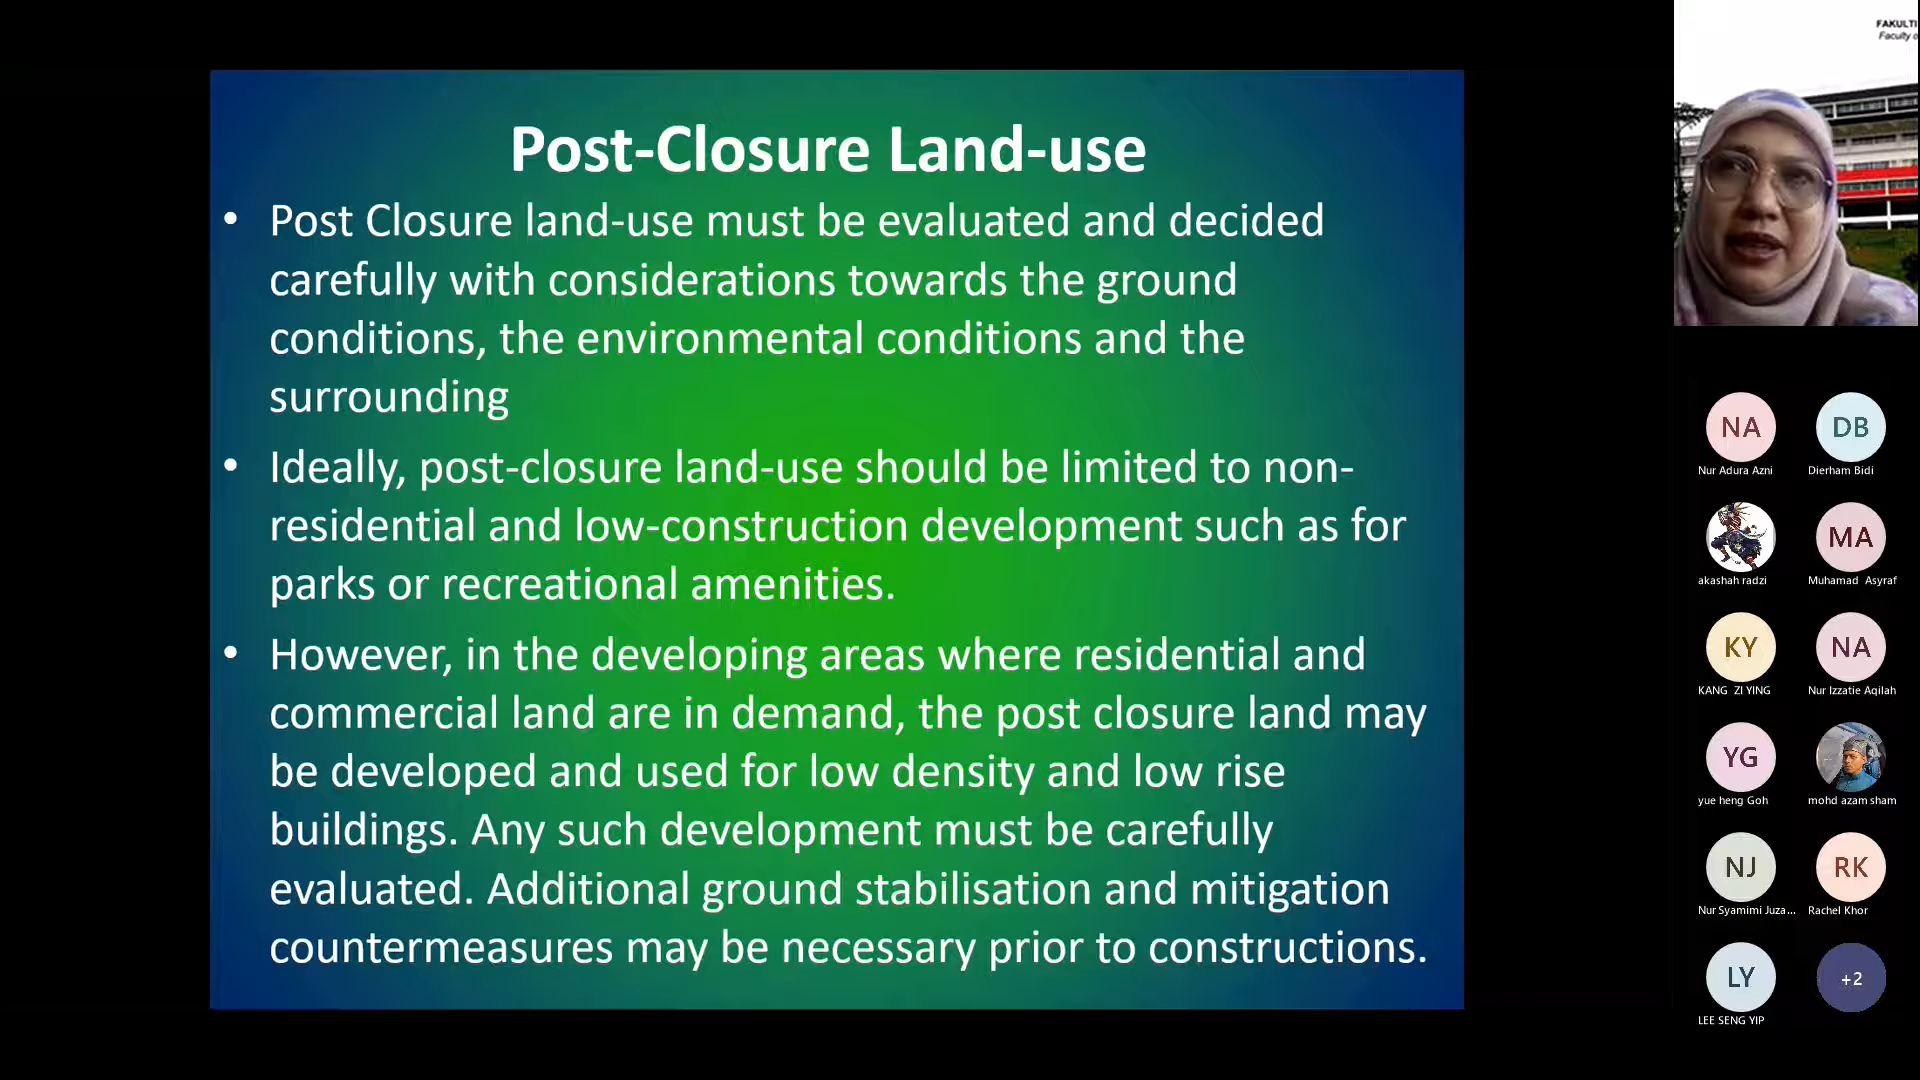 Post-Closure Land-use
• Post Closure land-use must be evaluated and decided
carefully with considerations towards the ground
conditions, the environmental conditions and the
surrounding
• Ideally, post-closure land-use should be limited to non-
residential and low-construction development such as for
parks or recreational amenities.
• However, in the developing areas where residential and
commercial land are in demand, the post closure land may
be developed and used for low density and low rise
buildings. Any such development must be carefully
evaluated. Additional ground stabilisation and mitigation
countermeasures may be necessary prior to constructions.
FAKULTI
Faculty o
NA
DB
Nur Adura Azni
Dierham Bidi
MA
akashah radzi
Muhamad Asyraf
KY
NA
KANG ZI YING
Nur Izzatie Aqilah
YG
yue heng Goh
mohd azam sham
NJ
RK
Nur Syamimi Juza...
Rachel Khor
LY
+2
LEE SENG YIP